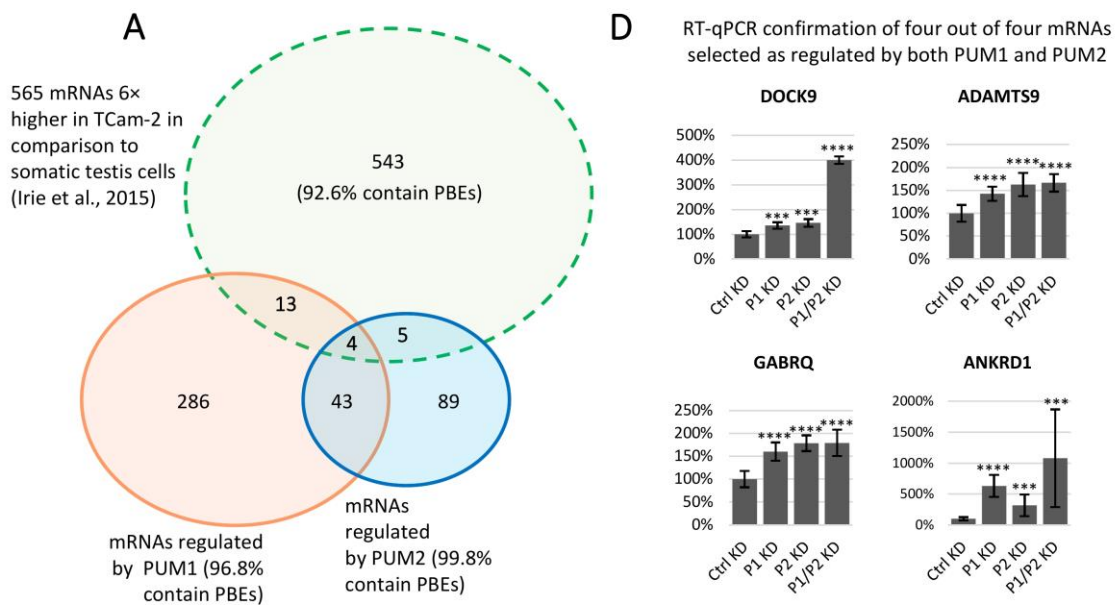 A
565 mRNAs 6×
higher in TCam-2 in
comparison to
somatic testis cells
(Irie et al., 2015)
543
(92.6% contain PBEs)
13
4
5
286
43
89
mRNAs regulated
by PUM1 (96.8%
contain PBEs)
mRNAs
regulated
by PUM2 (99.8%
contain PBEs)
D
RT-qPCR confirmation of four out of four mRNAs
selected as regulated by both PUM1 and PUM2
DOCK9
500%
400%
300%
200%
100%
0%
***
***
****
Ctrl KD
P1 KD
P2 KD
P1/P2 KD
ADAMTS9
200%
150%
100%
50%
0%
****
****
****
Ctrl KD
P1 KD
P2 KD
P1/P2 KD
GABRQ
250%
200%
150%
100%
50%
0%
****
****
****
Ctrl KD
P1 KD
P2 KD
P1/P2 KD
ANKRD1
2000%
1500%
1000%
500%
0%
****
***
***
Ctrl KD
P1 KD
P2 KD
P1/P2 KD